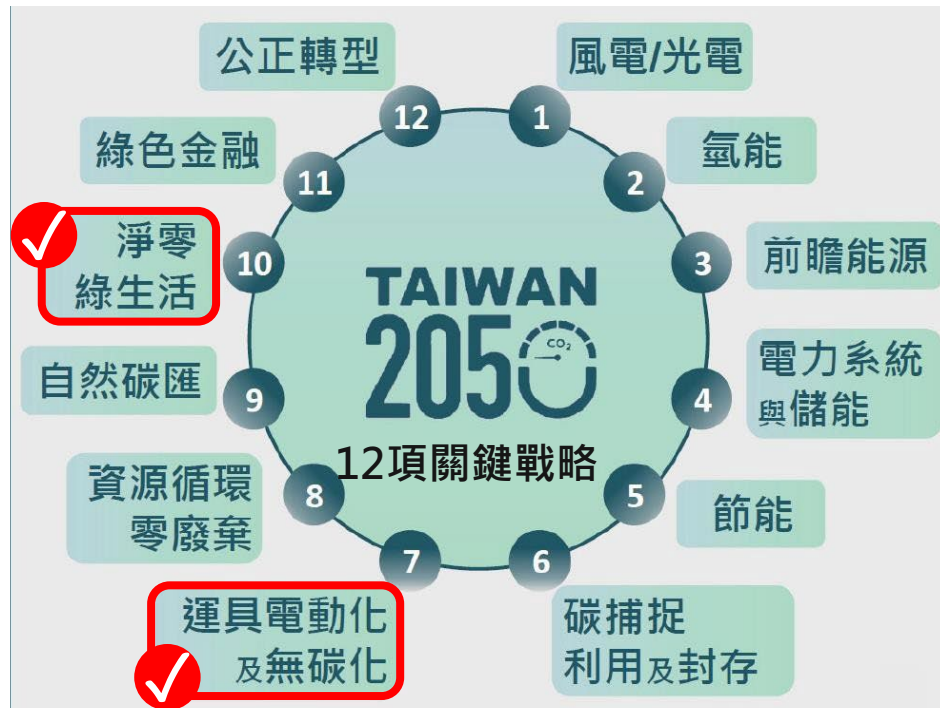 公正轉型
風電/光電
12
1
綠色金融
氫能
11
2
淨零
綠生活
10
3
前瞻能源
TAIWAN
2050
CO₂
自然碳匯
9
4
電力系統
與儲能
12項關鍵戰略
資源循環
零廢棄
8
5
節能
7
6
運具電動化
及無碳化
碳捕捉
利用及封存